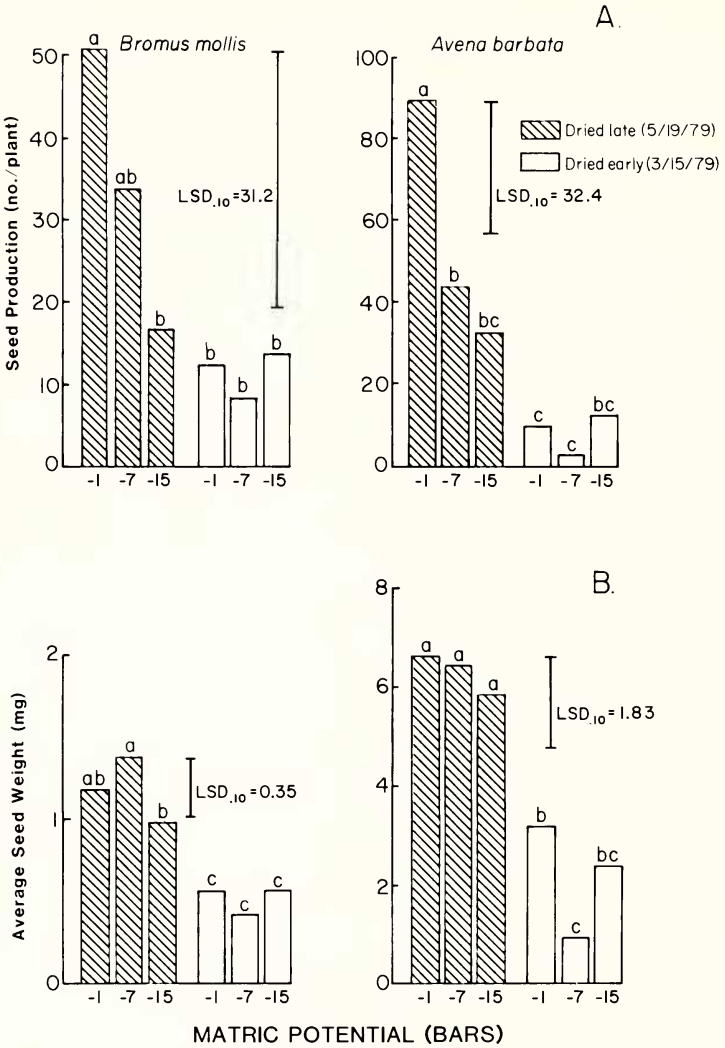 A.
Bromus mollis
Avena barbata
Seed Production (no./plant)
50
40
30
20
10
0
a
ab
b
b
b
b
LSD.10=31.2
-1 -7 -15 -1 -7 -15
100
80
60
40
20
0
a
b
bc
c
c
bc
LSD.10=32.4
Dried late (5/19/79)
Dried early (3/15/79)
-1 -7 -15 -1 -7 -15
B.
Average Seed Weight (mg)
2
1
0
ab
a
b
c
c
c
LSD.10=0.35
-1 -7 -15 -1 -7 -15
8
6
4
2
0
a
a
a
b
c
bc
LSD.10=1.83
-1 -7 -15 -1 -7 -15
MATRIC POTENTIAL (BARS)